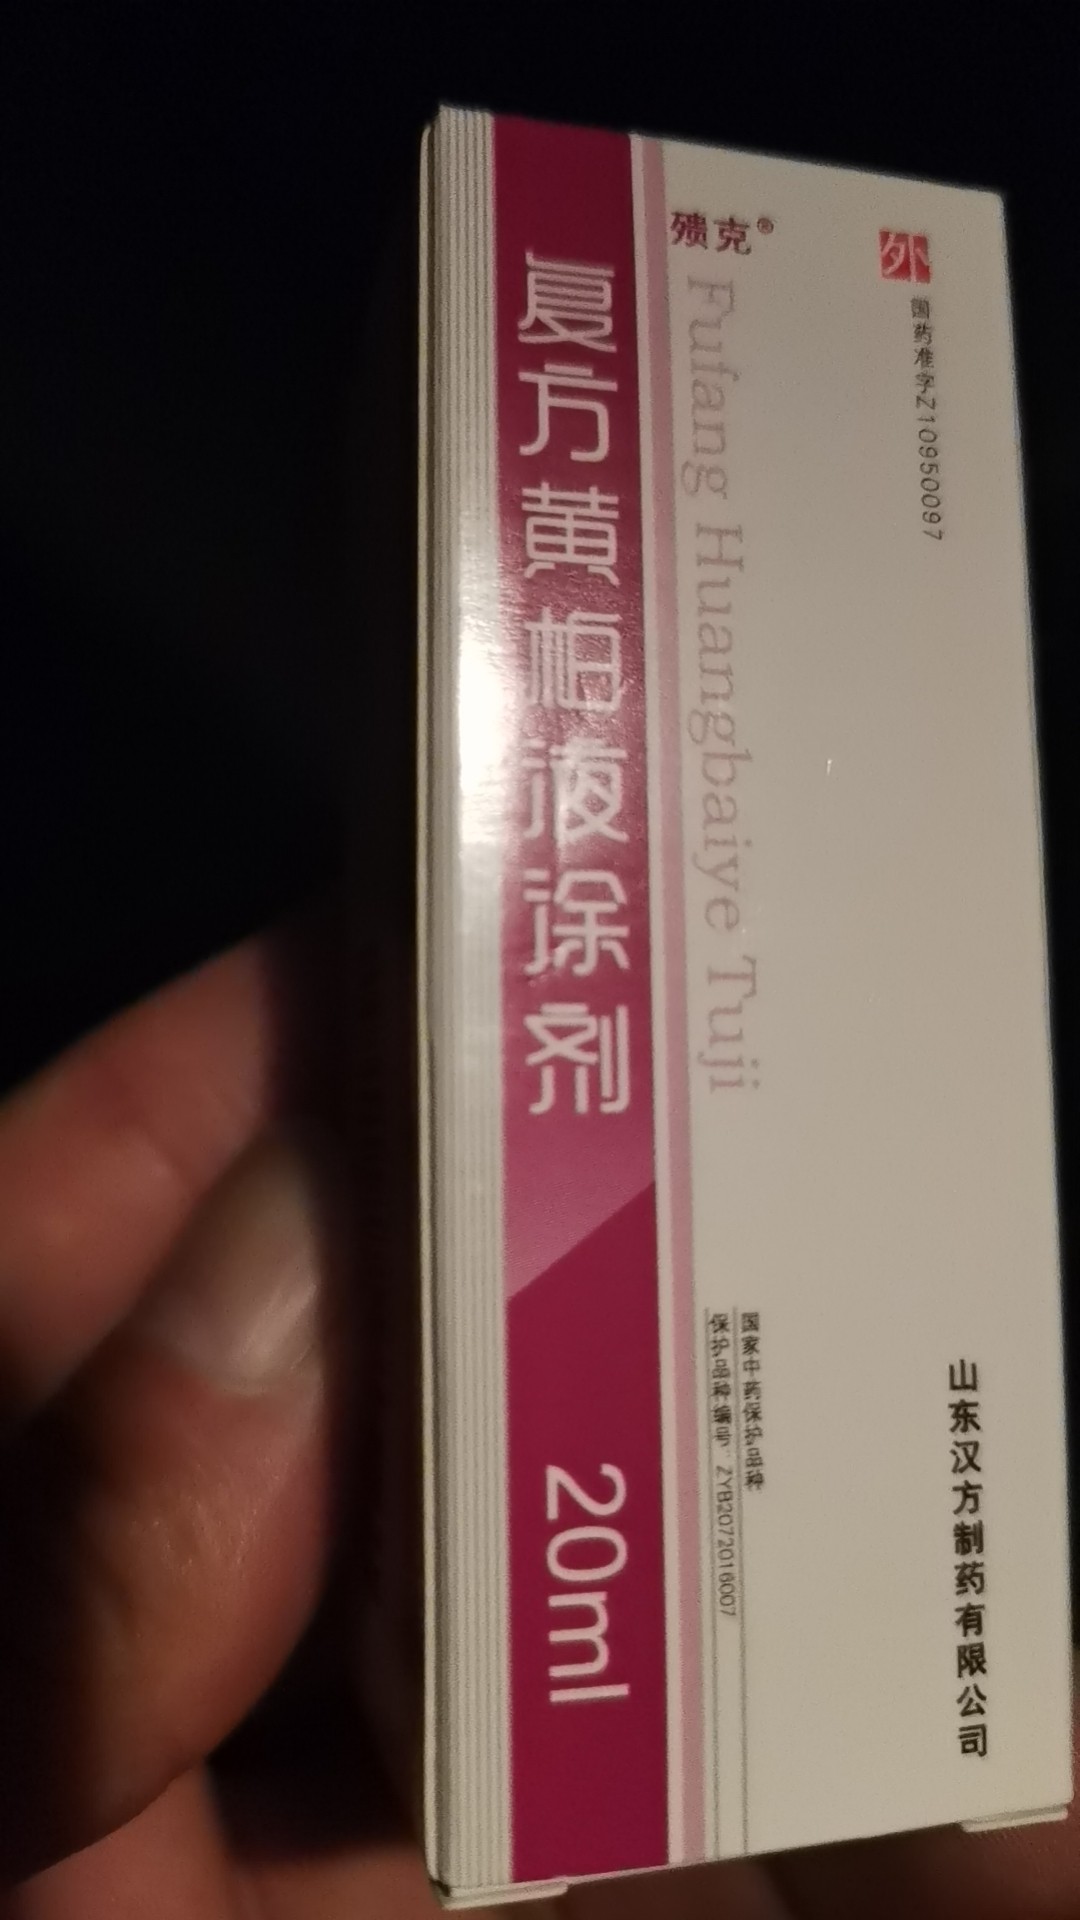 殨克®
外
国药准字Z10950097
复方黄柏液涂剂
Fufang Huangbaiye Tuji
20ml
国家中药保护品种
保护品种编号:ZYB2072016007
山东汉方制药有限公司